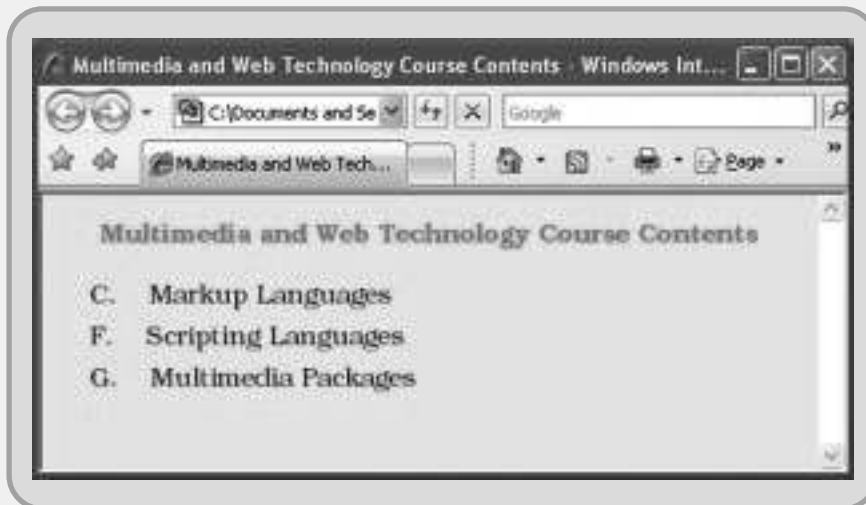 Multimedia and Web Technology Course Contents - Windows Int...
C:\Documents and Se
Google
Multimedia and Web Tech...
Page
Multimedia and Web Technology Course Contents
C. Markup Languages
F. Scripting Languages
G. Multimedia Packages